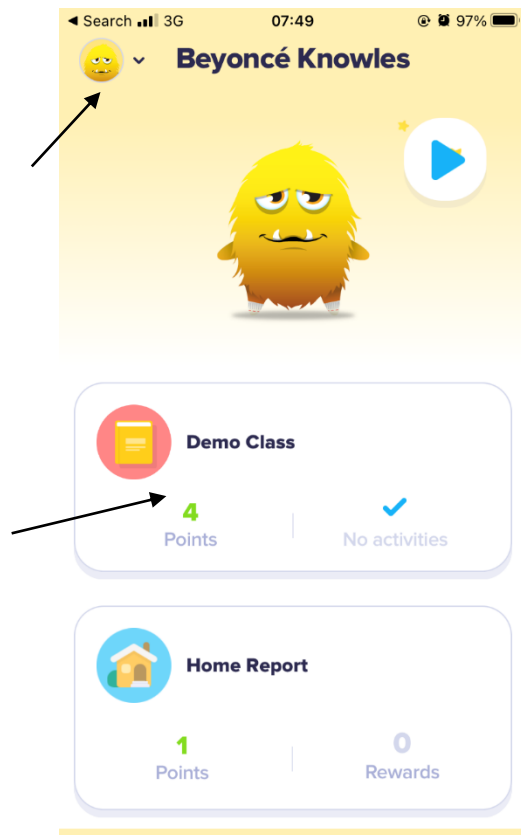 Search 3G 07:49 97%
Beyoncé Knowles
Demo Class
4
Points
No activities
Home Report
1
Points
0
Rewards